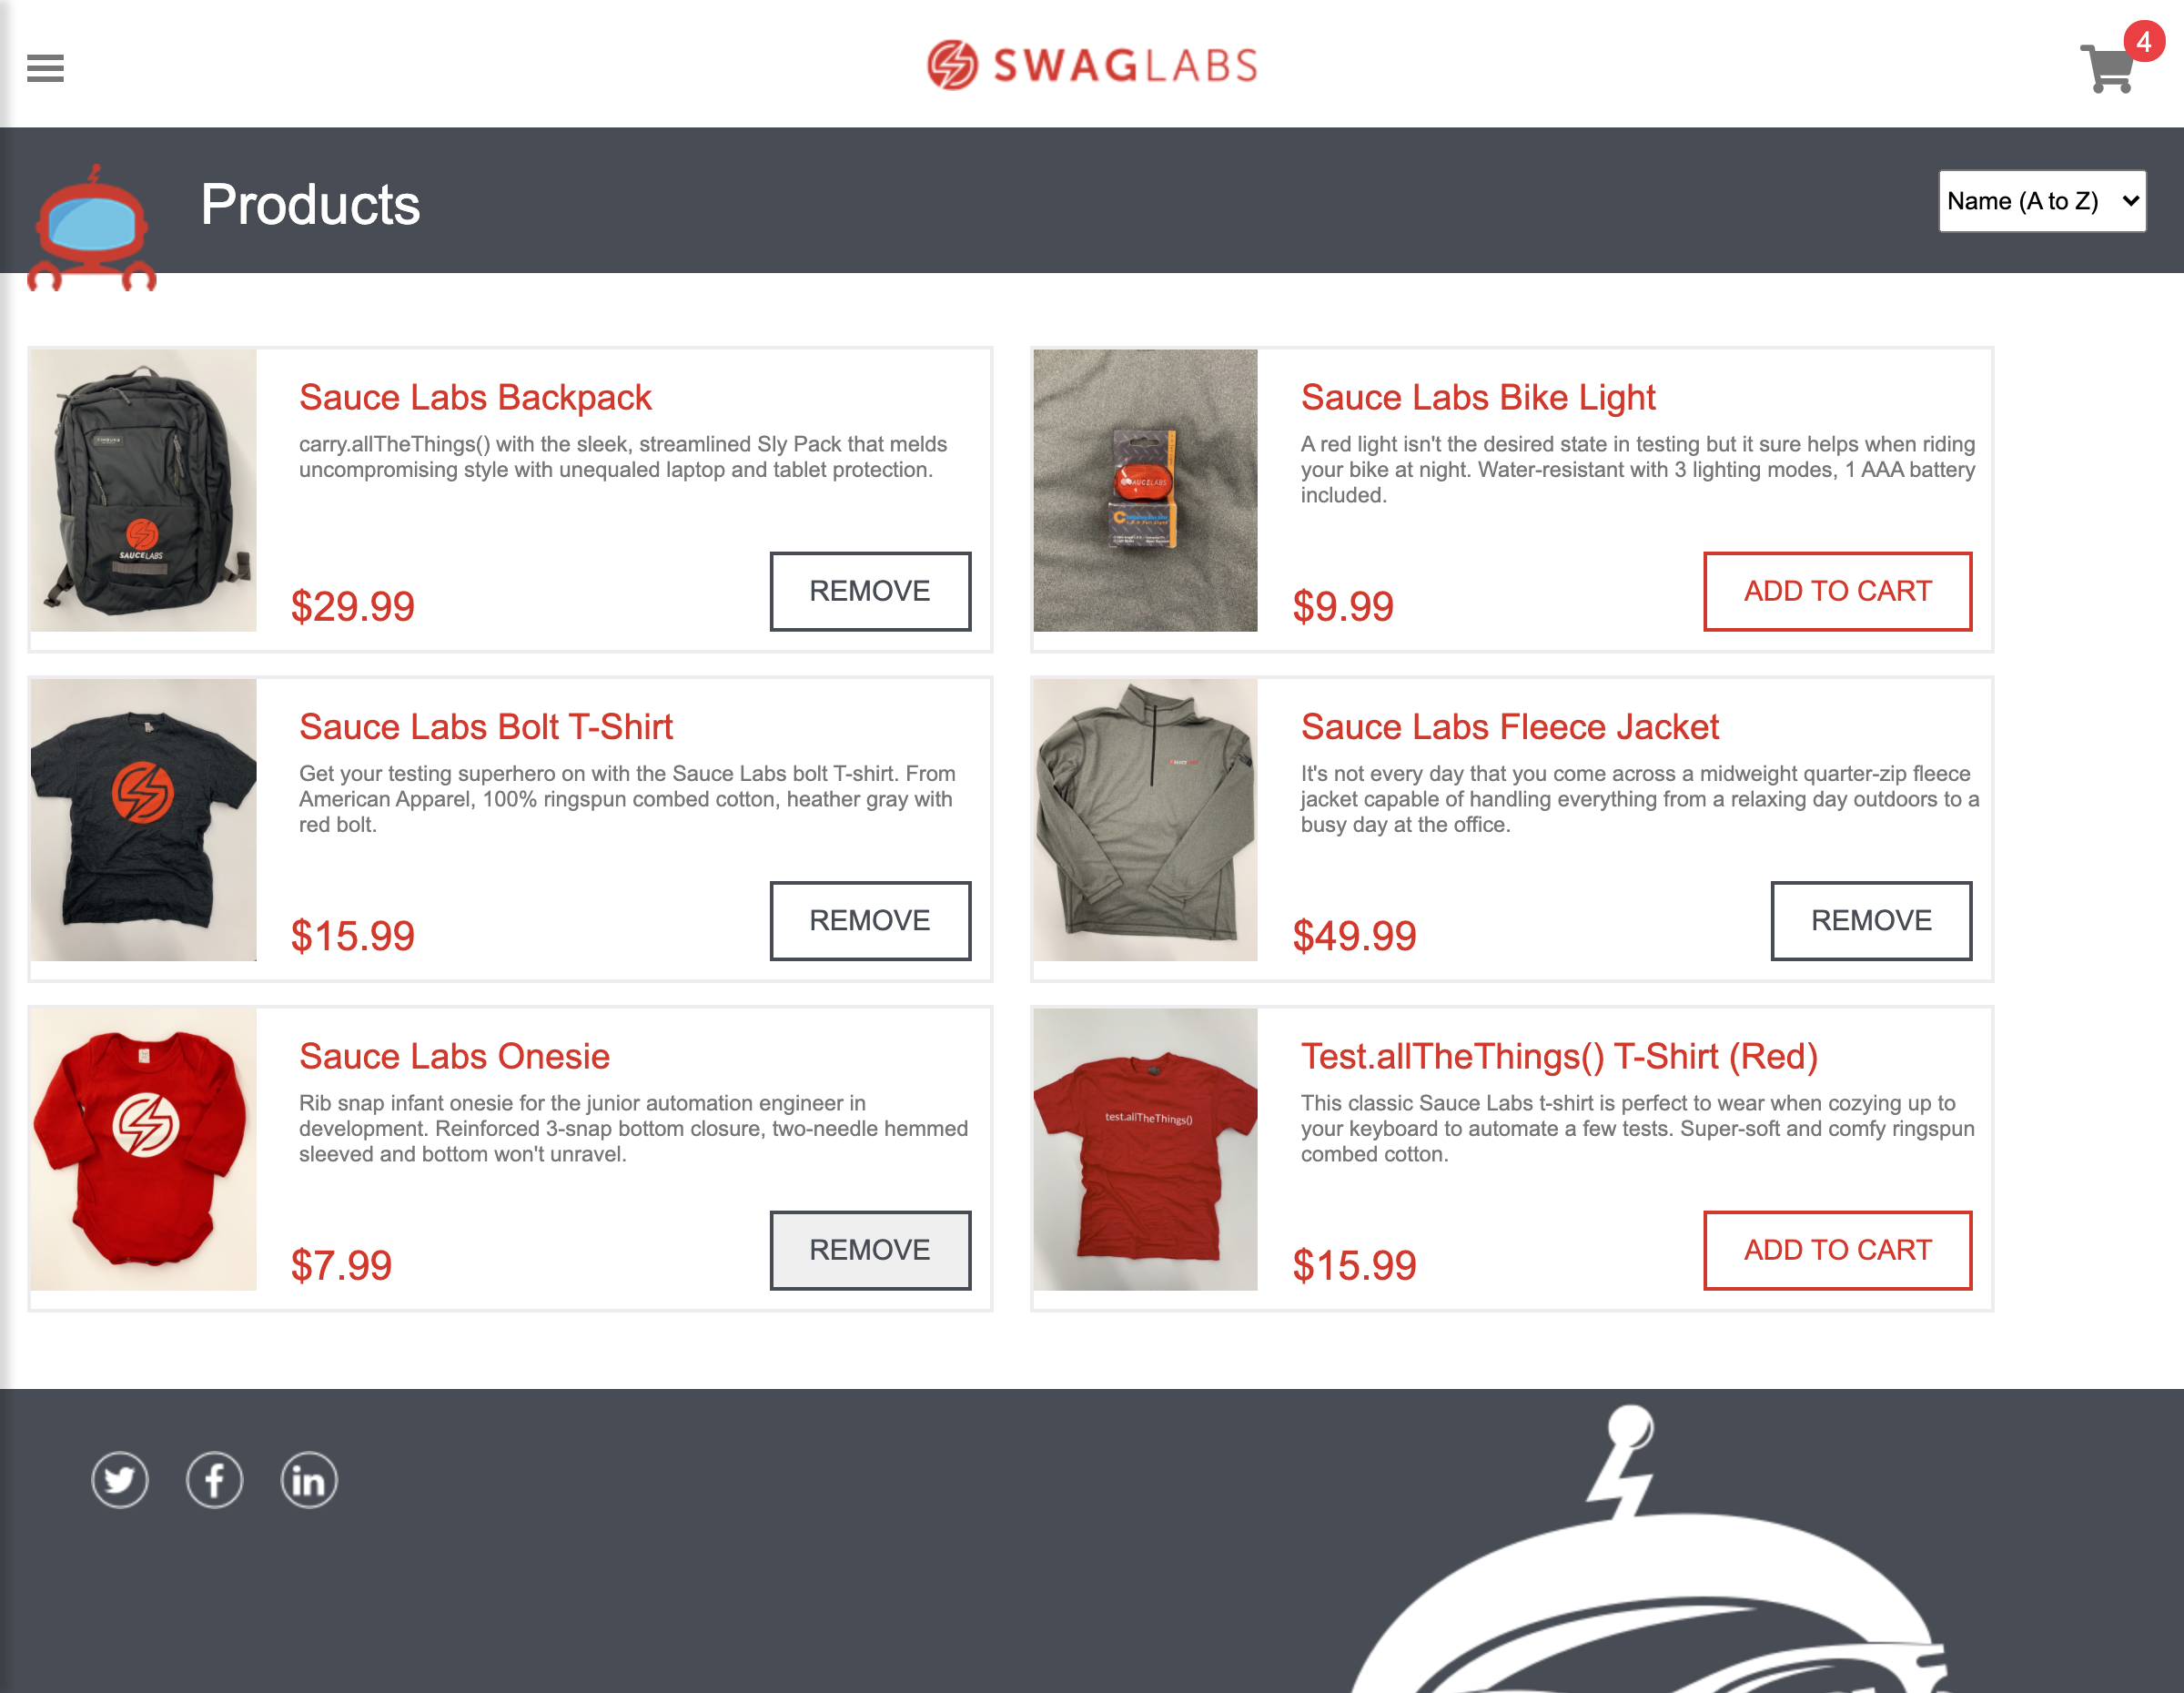 SWAGLABS
4
Products
Name (A to Z)
Sauce Labs Backpack
carry.allTheThings() with the sleek, streamlined Sly Pack that melds
uncompromising style with unequaled laptop and tablet protection.
SAUCELABS
$29.99
REMOVE
Sauce Labs Bike Light
A red light isn't the desired state in testing but it sure helps when riding
your bike at night. Water-resistant with 3 lighting modes, 1 AAA battery
included.
SAUCELABS
$9.99
ADD TO CART
Sauce Labs Bolt T-Shirt
Get your testing superhero on with the Sauce Labs bolt T-shirt. From
American Apparel, 100% ringspun combed cotton, heather gray with
red bolt.
$15.99
REMOVE
Sauce Labs Fleece Jacket
It's not every day that you come across a midweight quarter-zip fleece
jacket capable of handling everything from a relaxing day outdoors to a
busy day at the office.
$49.99
REMOVE
Sauce Labs Onesie
Rib snap infant onesie for the junior automation engineer in
development. Reinforced 3-snap bottom closure, two-needle hemmed
sleeved and bottom won't unravel.
$7.99
REMOVE
Test.allTheThings() T-Shirt (Red)
This classic Sauce Labs t-shirt is perfect to wear when cozying up to
your keyboard to automate a few tests. Super-soft and comfy ringspun
combed cotton.
test.allTheThings()
$15.99
ADD TO CART